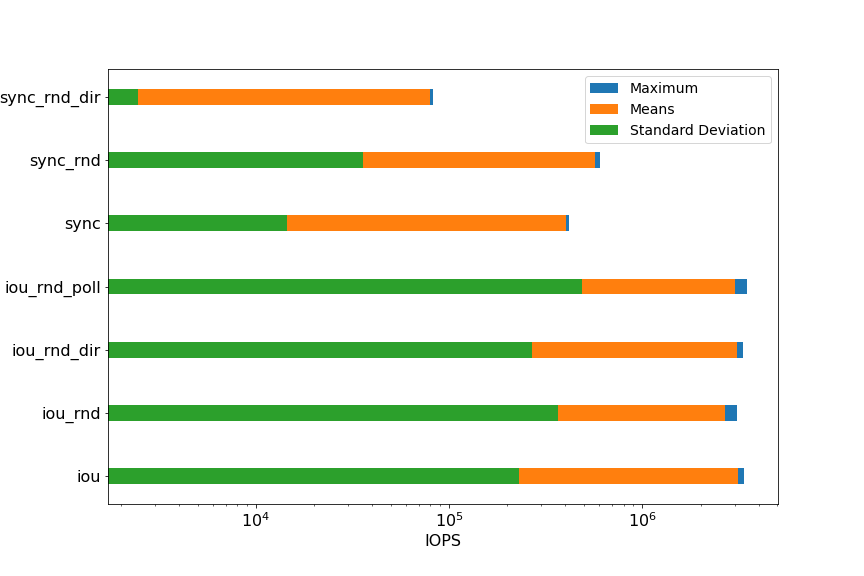 sync_rnd_dir
sync_rnd
sync
iou_rnd_poll
iou_rnd_dir
iou_rnd
iou
Maximum
Means
Standard Deviation
10⁴ 10⁵ 10⁶
IOPS